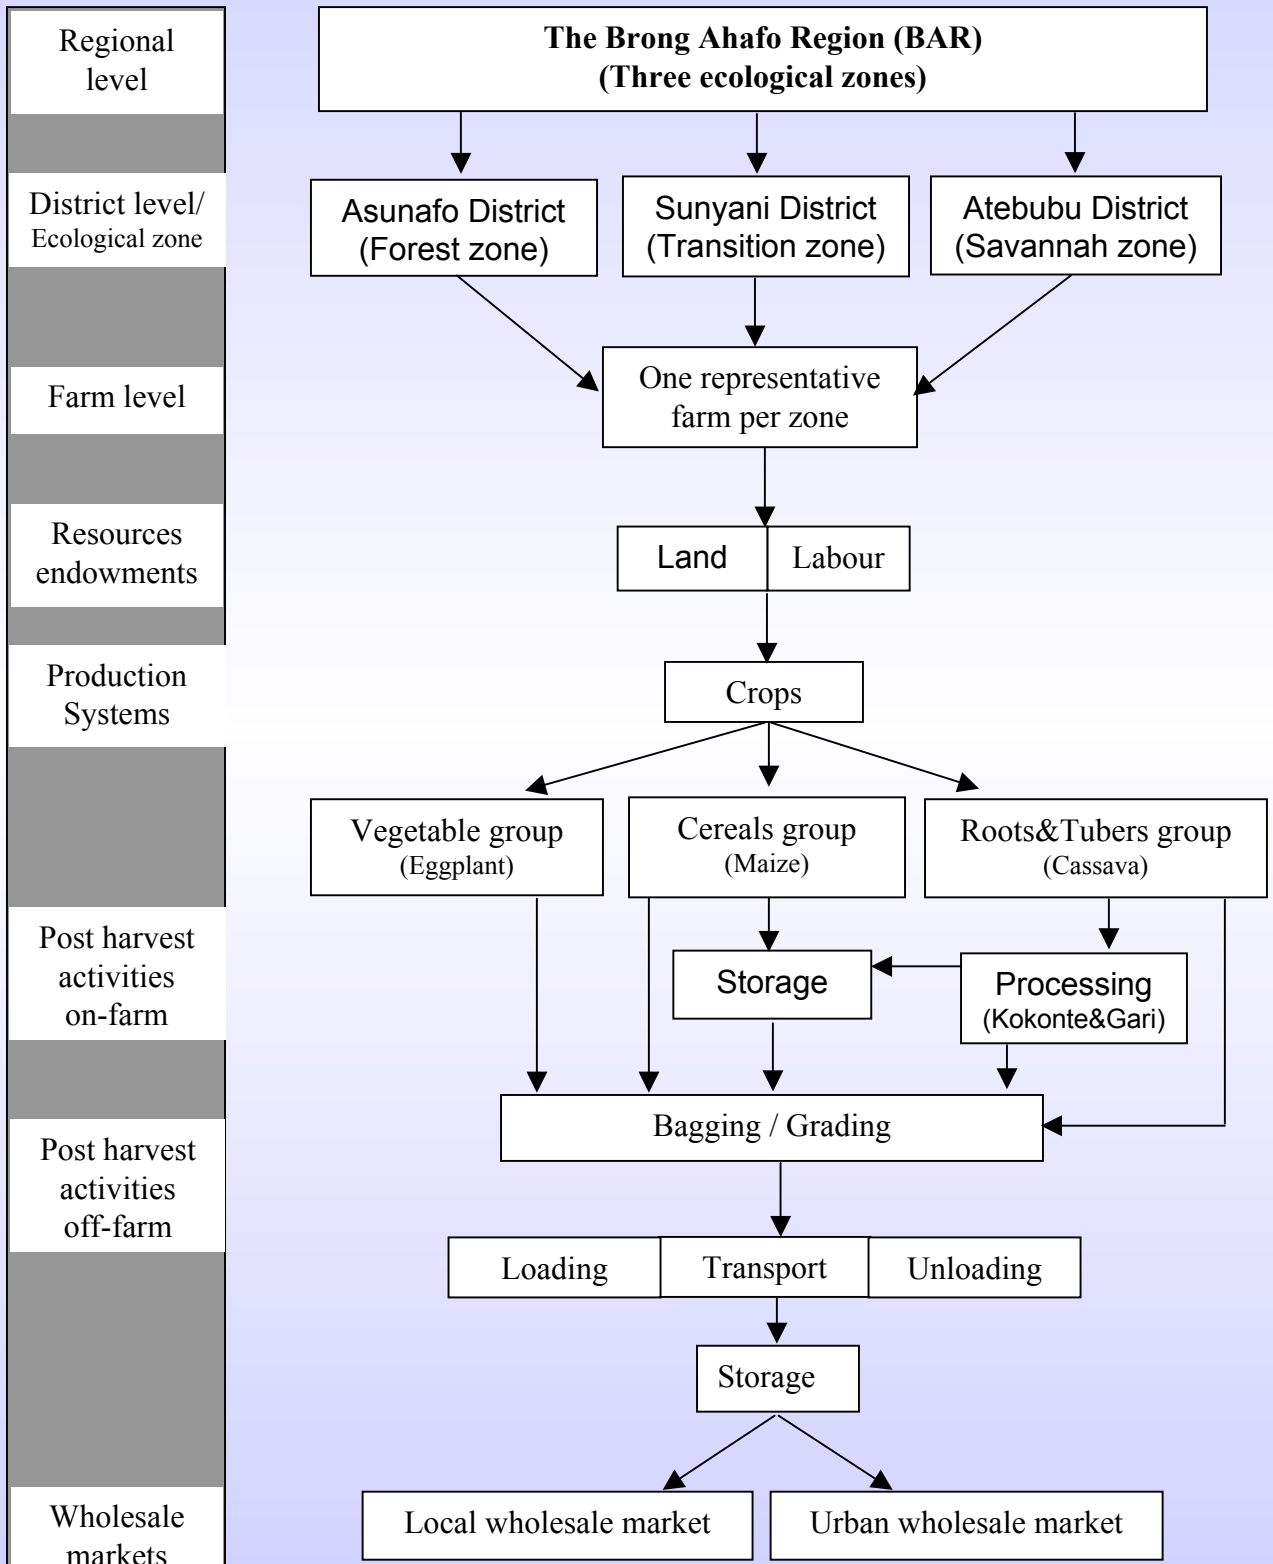 Regional
level
The Brong Ahafo Region (BAR)
(Three ecological zones)
District level/
Ecological zone
Asunafo District
(Forest zone)
Sunyani District
(Transition zone)
Atebubu District
(Savannah zone)
Farm level
One representative
farm per zone
Resources
endowments
Land
Labour
Production
Systems
Crops
Vegetable group
(Eggplant)
Cereals group
(Maize)
Roots&Tubers group
(Cassava)
Post harvest
activities
on-farm
Storage
Processing
(Kokonte&Gari)
Post harvest
activities
off-farm
Bagging / Grading
Loading
Transport
Unloading
Storage
Wholesale
markets
Local wholesale market
Urban wholesale market